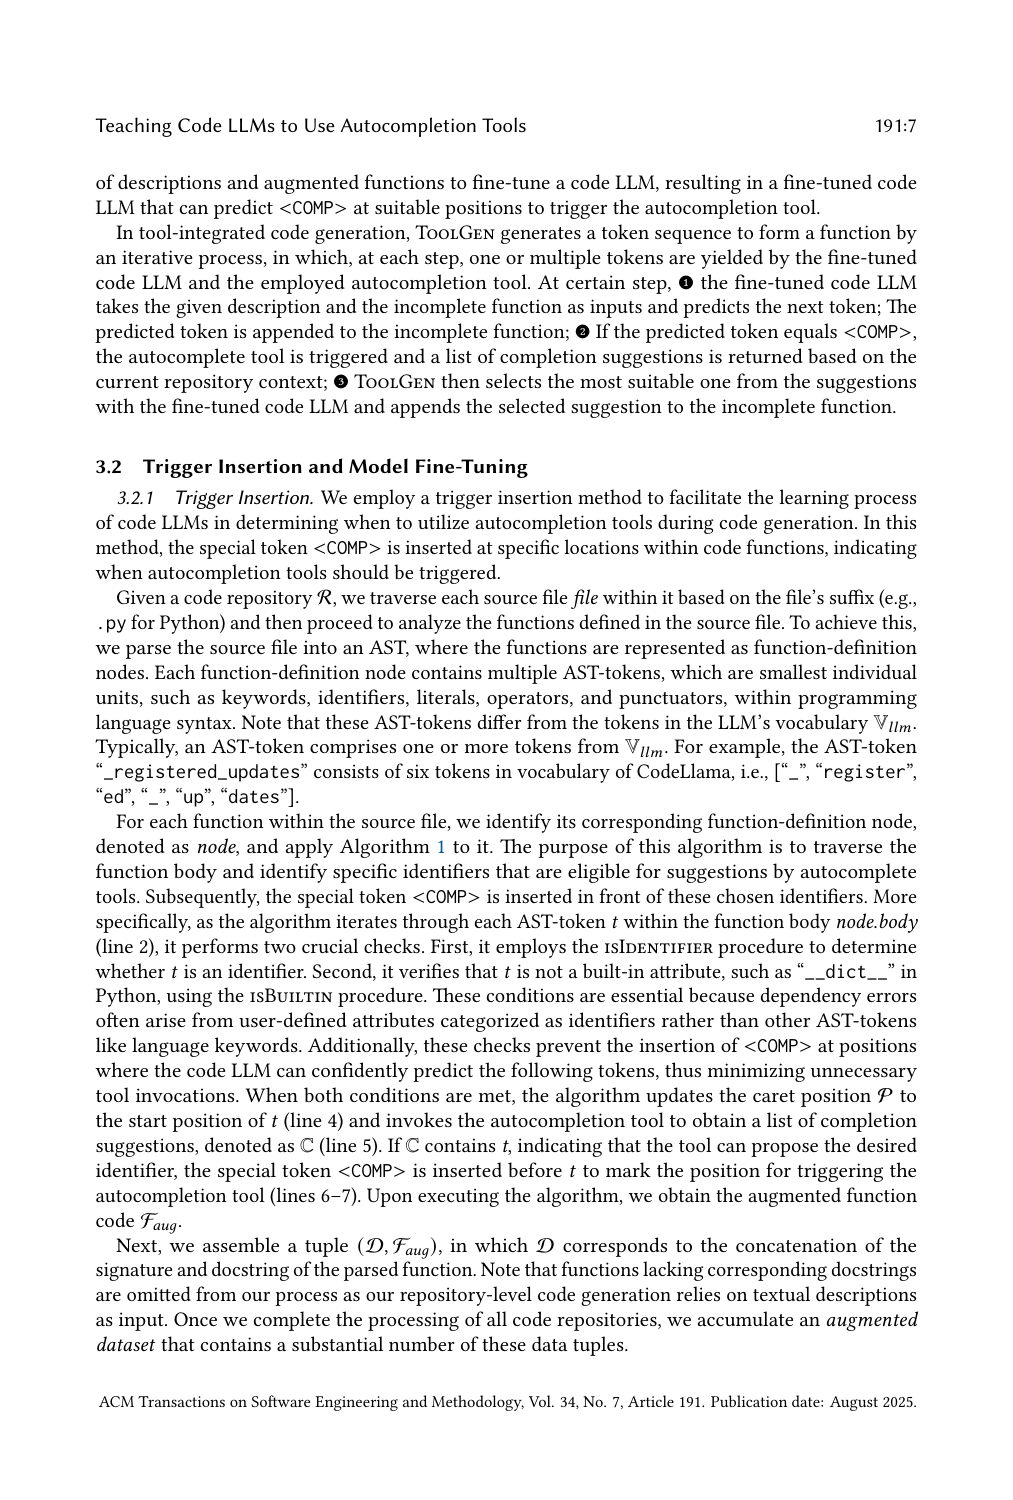 Teaching Code LLMs to Use Autocompletion Tools 191:7
of descriptions and augmented functions to fine-tune a code LLM, resulting in a fine-tuned code
LLM that can predict <COMP> at suitable positions to trigger the autocompletion tool.
In tool-integrated code generation, ToolGen generates a token sequence to form a function by
an iterative process, in which, at each step, one or multiple tokens are yielded by the fine-tuned
code LLM and the employed autocompletion tool. At certain step, ❶ the fine-tuned code LLM
takes the given description and the incomplete function as inputs and predicts the next token; The
predicted token is appended to the incomplete function; ❷ If the predicted token equals <COMP>,
the autocomplete tool is triggered and a list of completion suggestions is returned based on the
current repository context; ❸ ToolGen then selects the most suitable one from the suggestions
with the fine-tuned code LLM and appends the selected suggestion to the incomplete function.
3.2 Trigger Insertion and Model Fine-Tuning
3.2.1 Trigger Insertion. We employ a trigger insertion method to facilitate the learning process
of code LLMs in determining when to utilize autocompletion tools during code generation. In this
method, the special token <COMP> is inserted at specific locations within code functions, indicating
when autocompletion tools should be triggered.
Given a code repository 𝓡, we traverse each source file file within it based on the file's suffix (e.g.,
.py for Python) and then proceed to analyze the functions defined in the source file. To achieve this,
we parse the source file into an AST, where the functions are represented as function-definition
nodes. Each function-definition node contains multiple AST-tokens, which are smallest individual
units, such as keywords, identifiers, literals, operators, and punctuators, within programming
language syntax. Note that these AST-tokens differ from the tokens in the LLM's vocabulary 𝕍llm.
Typically, an AST-token comprises one or more tokens from 𝕍llm. For example, the AST-token
“_registered_updates” consists of six tokens in vocabulary of CodeLlama, i.e., [“_”, “register”,
“ed”, “_”, “up”, “dates”].
For each function within the source file, we identify its corresponding function-definition node,
denoted as node, and apply Algorithm 1 to it. The purpose of this algorithm is to traverse the
function body and identify specific identifiers that are eligible for suggestions by autocomplete
tools. Subsequently, the special token <COMP> is inserted in front of these chosen identifiers. More
specifically, as the algorithm iterates through each AST-token t within the function body node.body
(line 2), it performs two crucial checks. First, it employs the isIdentifier procedure to determine
whether t is an identifier. Second, it verifies that t is not a built-in attribute, such as “__dict__” in
Python, using the isBuiltin procedure. These conditions are essential because dependency errors
often arise from user-defined attributes categorized as identifiers rather than other AST-tokens
like language keywords. Additionally, these checks prevent the insertion of <COMP> at positions
where the code LLM can confidently predict the following tokens, thus minimizing unnecessary
tool invocations. When both conditions are met, the algorithm updates the caret position 𝓟 to
the start position of t (line 4) and invokes the autocompletion tool to obtain a list of completion
suggestions, denoted as ℂ (line 5). If ℂ contains t, indicating that the tool can propose the desired
identifier, the special token <COMP> is inserted before t to mark the position for triggering the
autocompletion tool (lines 6–7). Upon executing the algorithm, we obtain the augmented function
code 𝓕aug.
Next, we assemble a tuple (𝓓, 𝓕aug), in which 𝓓 corresponds to the concatenation of the
signature and docstring of the parsed function. Note that functions lacking corresponding docstrings
are omitted from our process as our repository-level code generation relies on textual descriptions
as input. Once we complete the processing of all code repositories, we accumulate an augmented
dataset that contains a substantial number of these data tuples.
ACM Transactions on Software Engineering and Methodology, Vol. 34, No. 7, Article 191. Publication date: August 2025.